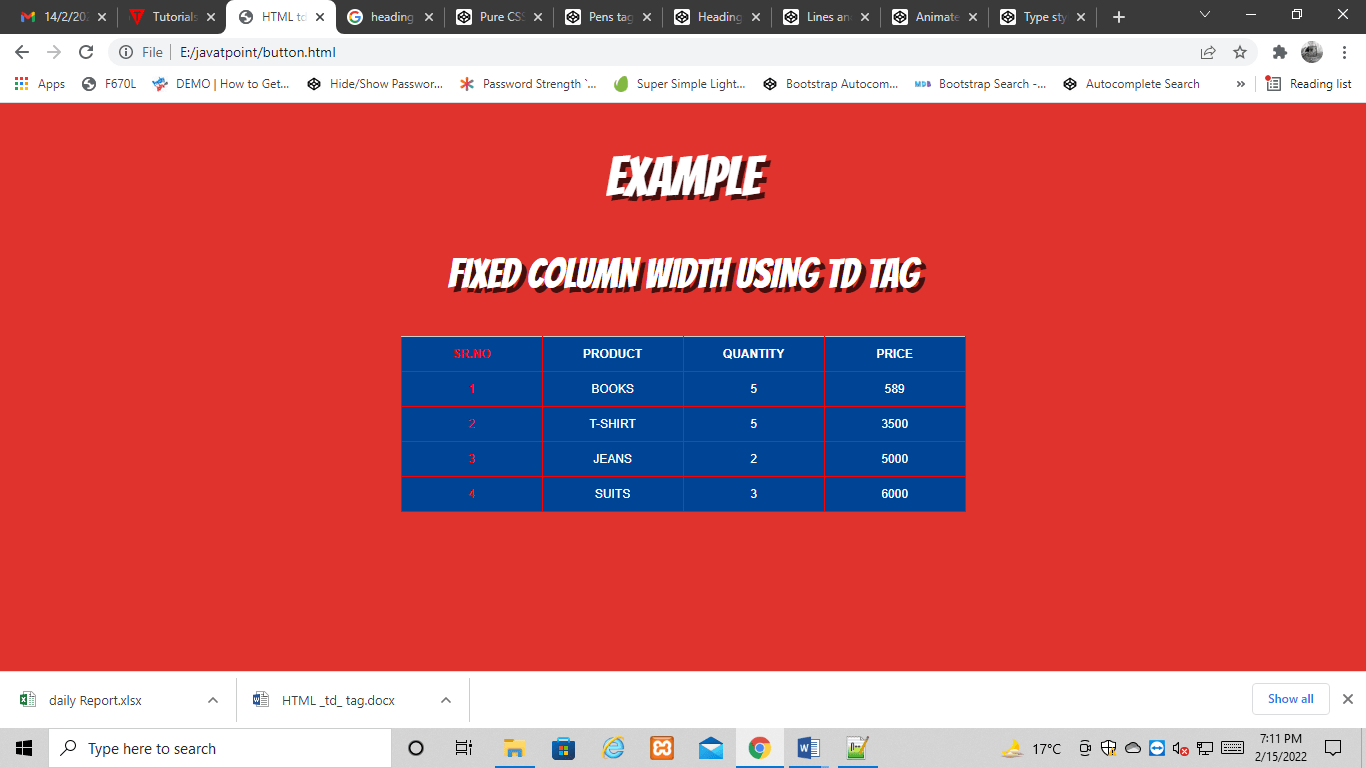 14/2/202
Tutorials
HTML td
heading
Pure CSS
Pens tag
Heading
Lines an
Animate
Type sty
File E:/javatpoint/button.html
Apps F670L DEMO | How to Get... Hide/Show Passwor... Password Strength `... Super Simple Light... Bootstrap Autocom... MDB Bootstrap Search -... Autocomplete Search » Reading list
EXAMPLE
FIXED COLUMN WIDTH USING TD TAG
SR.NO PRODUCT QUANTITY PRICE
1 BOOKS 5 589
2 T-SHIRT 5 3500
3 JEANS 2 5000
4 SUITS 3 6000
daily Report.xlsx HTML _td_ tag.docx Show all
Type here to search 17°C 7:11 PM
2/15/2022